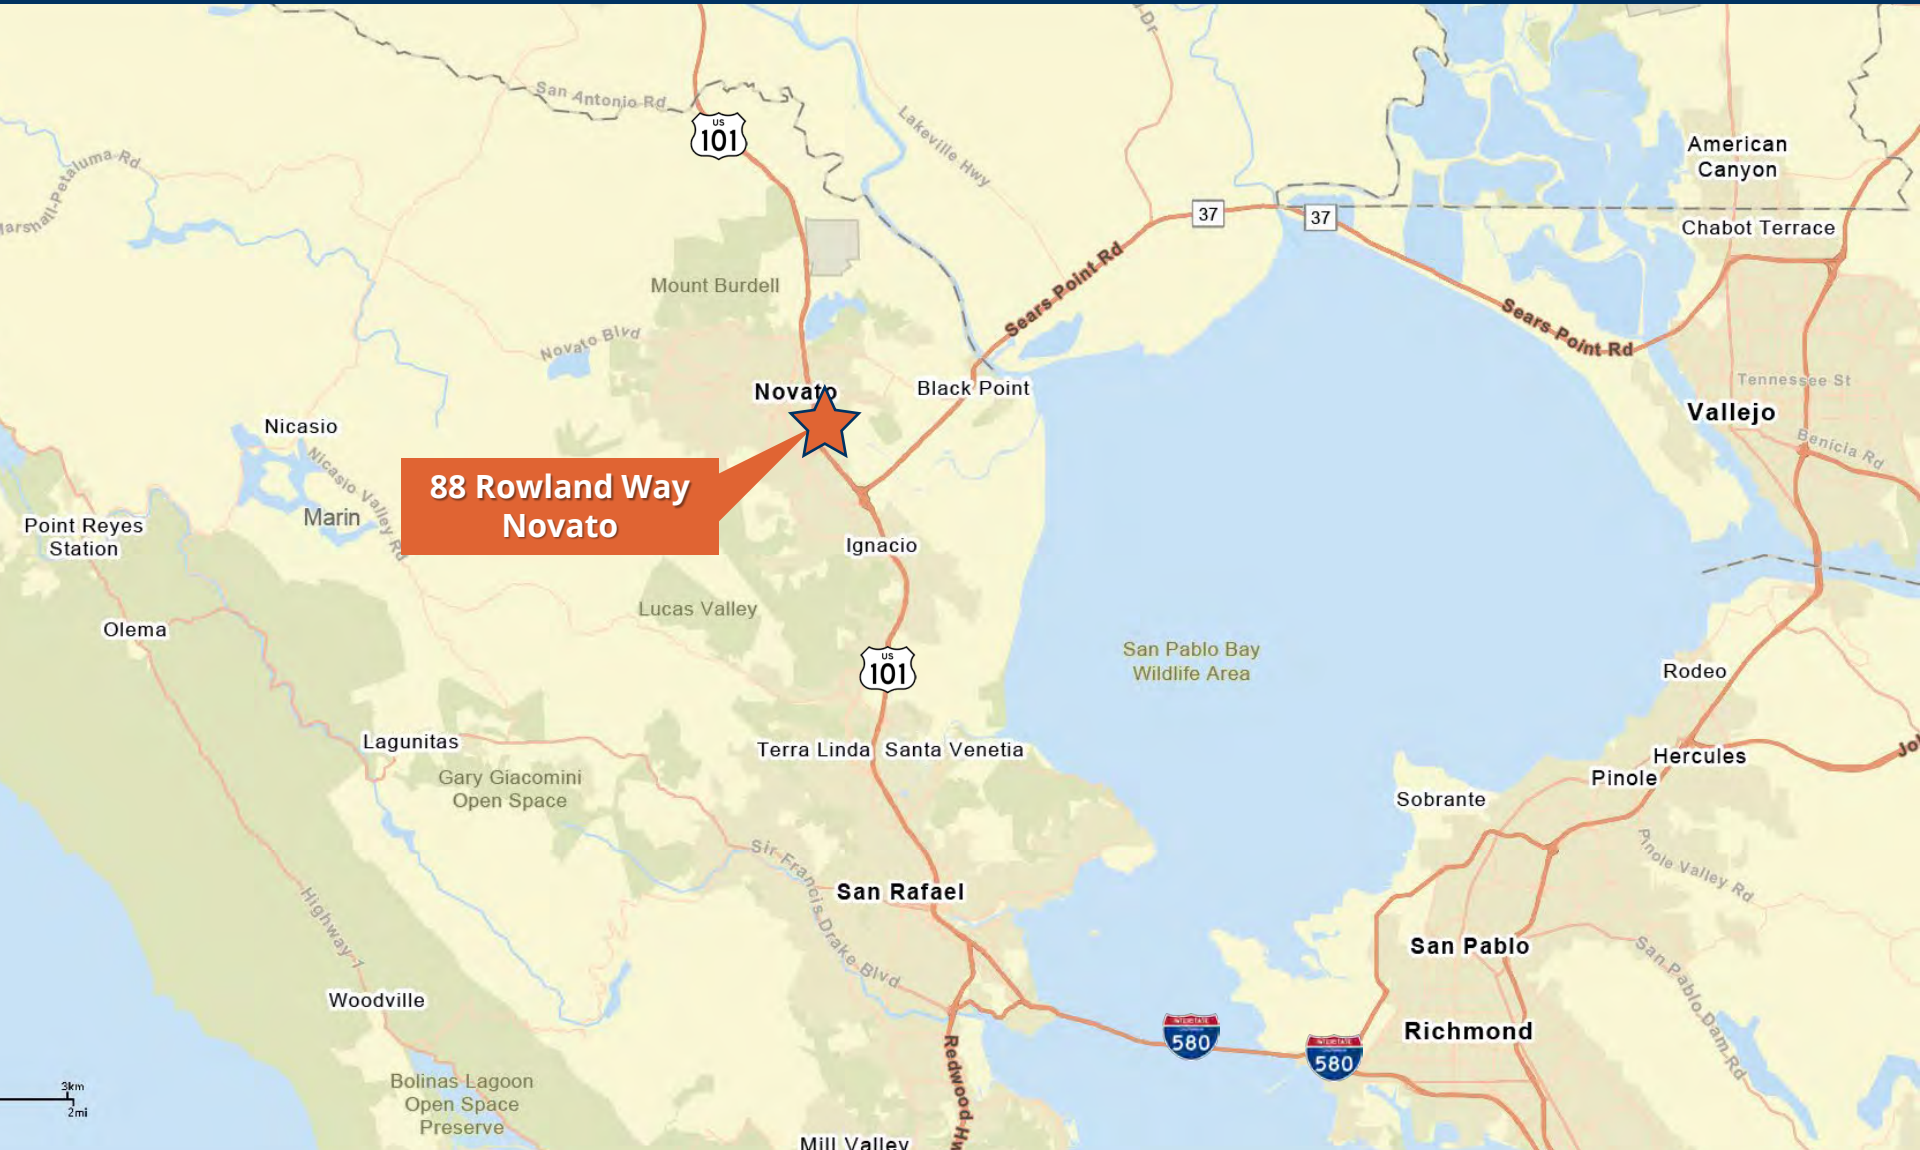 San Antonio Rd
US
101
Lakeville Hwy
American
Canyon
Marshall-Petaluma Rd
37
37
Chabot Terrace
Sears Point Rd
Mount Burdell
Sears Point Rd
Novato Blvd
Tennessee St
Novato
Black Point
Vallejo
Nicasio
Benicia Rd
88 Rowland Way
Novato
Nicasio Valley Rd
Marin
Point Reyes
Station
Ignacio
Lucas Valley
Olema
San Pablo Bay
Wildlife Area
US
101
Rodeo
Lagunitas
Terra Linda
Santa Venetia
Hercules
Pinole
Gary Giacomini
Open Space
Sobrante
Pinole Valley Rd
Sir Francis Drake Blvd
San Rafael
Highway 1
San Pablo
San Pablo Dam Rd
Woodville
Richmond
INTERSTATE
580
INTERSTATE
580
Redwood Hw
3km
2mi
Bolinas Lagoon
Open Space
Preserve
Mill Valley